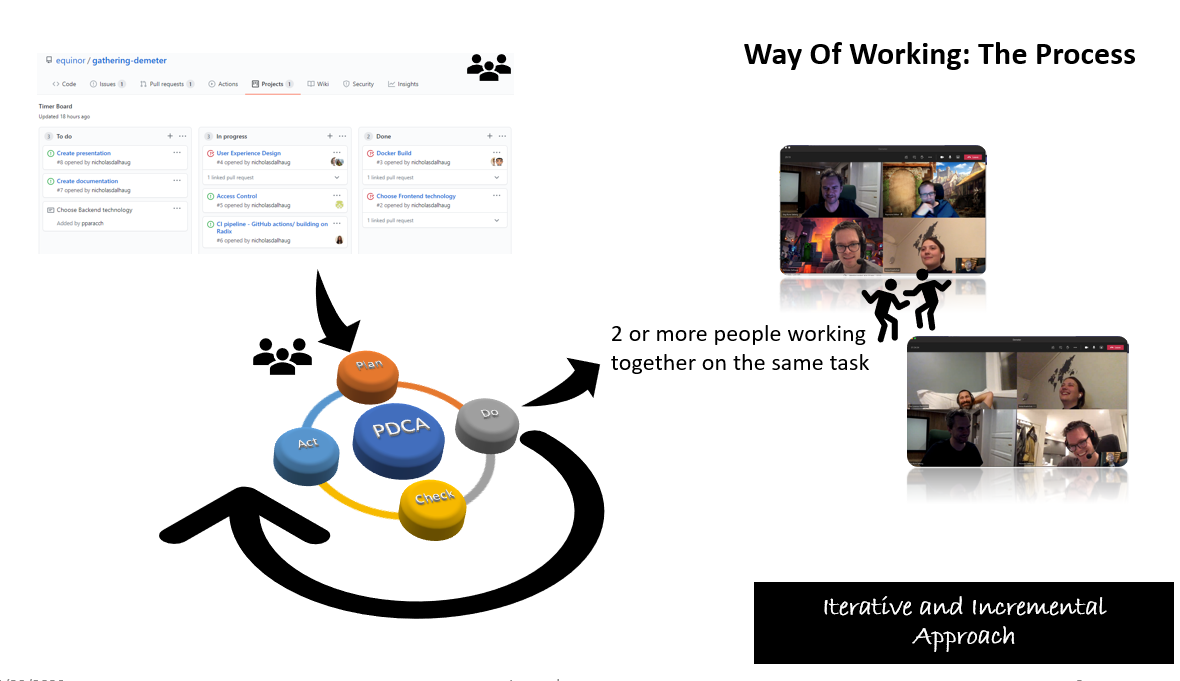 Way Of Working: The Process
equinor / gathering-demeter
Code Issues 1 Pull requests 1 Actions Projects 1 Wiki Security Insights
Timer Board
Updated 18 hours ago
3 To do
Create presentation
#8 opened by nicholasdalhaug
Create documentation
#7 opened by nicholasdalhaug
Choose Backend technology
Added by pparacch
3 In progress
User Experience Design
#4 opened by nicholasdalhaug
1 linked pull request
Access Control
#5 opened by nicholasdalhaug
CI pipeline - GitHub actions/ building on
Radix
#6 opened by nicholasdalhaug
2 Done
Docker Build
#3 opened by nicholasdalhaug
1 linked pull request
Choose Frontend technology
#2 opened by nicholasdalhaug
1 linked pull request
Plan
Do
Check
Act
PDCA
2 or more people working
together on the same task
Iterative and Incremental
Approach